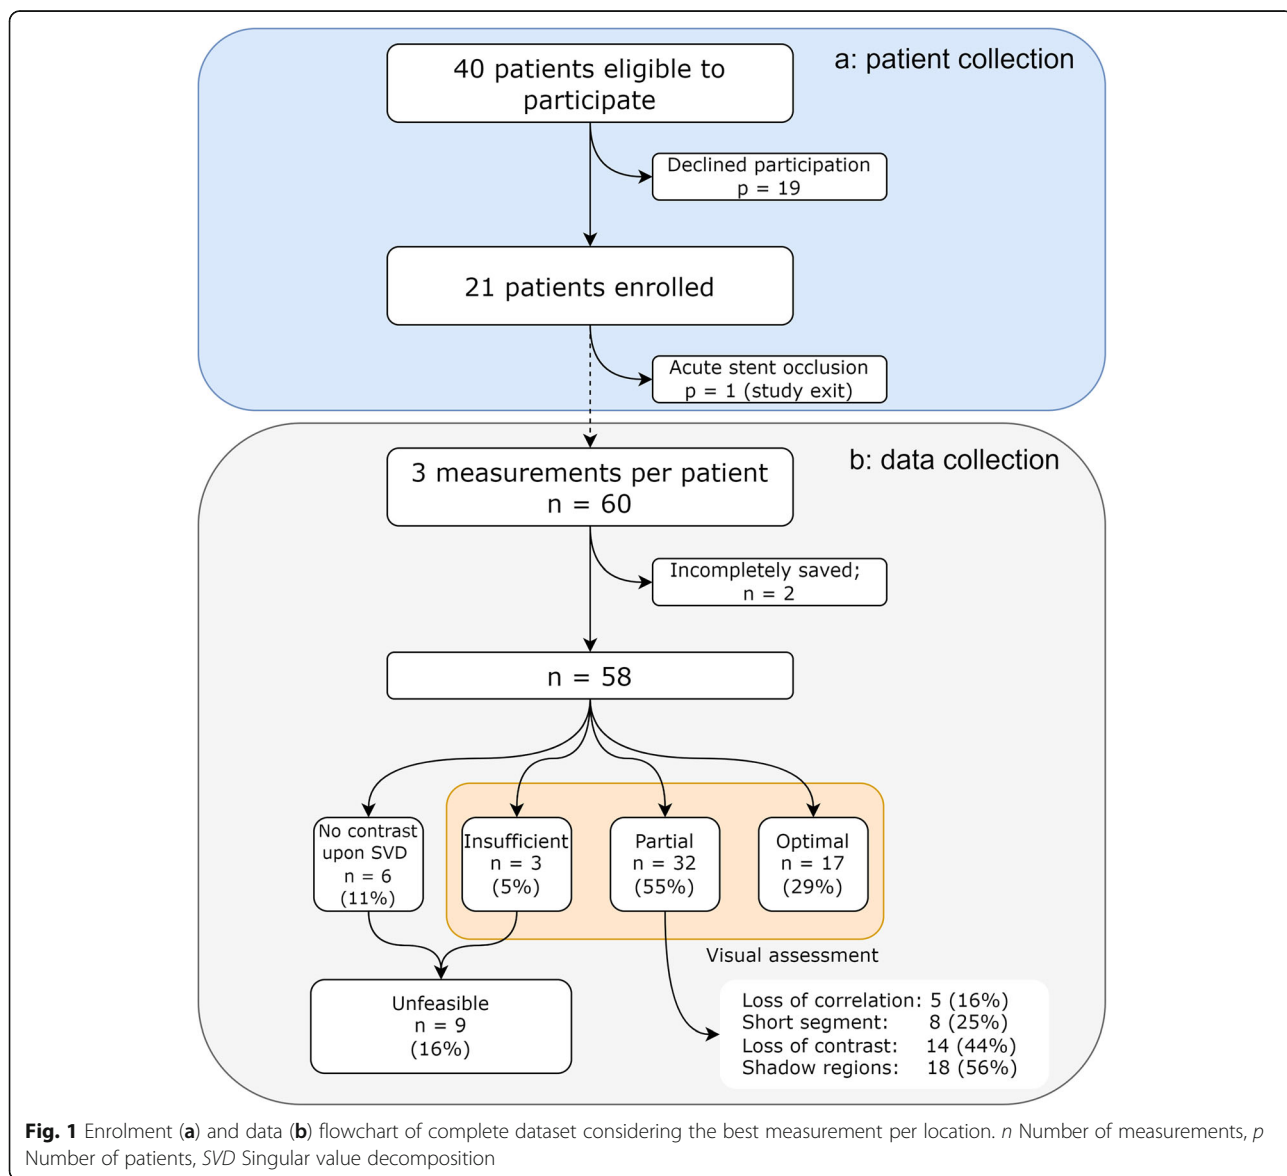 a: patient collection
40 patients eligible to
participate
Declined participation
p = 19
21 patients enrolled
Acute stent occlusion
p = 1 (study exit)
b: data collection
3 measurements per patient
n = 60
Incompletely saved;
n = 2
n = 58
No contrast
upon SVD
n = 6
(11%)
Insufficient
n = 3
(5%)
Partial
n = 32
(55%)
Optimal
n = 17
(29%)
Visual assessment
Unfeasible
n = 9
(16%)
Loss of correlation: 5 (16%)
Short segment: 8 (25%)
Loss of contrast: 14 (44%)
Shadow regions: 18 (56%)
Fig. 1 Enrolment (a) and data (b) flowchart of complete dataset considering the best measurement per location. n Number of measurements, p
Number of patients, SVD Singular value decomposition